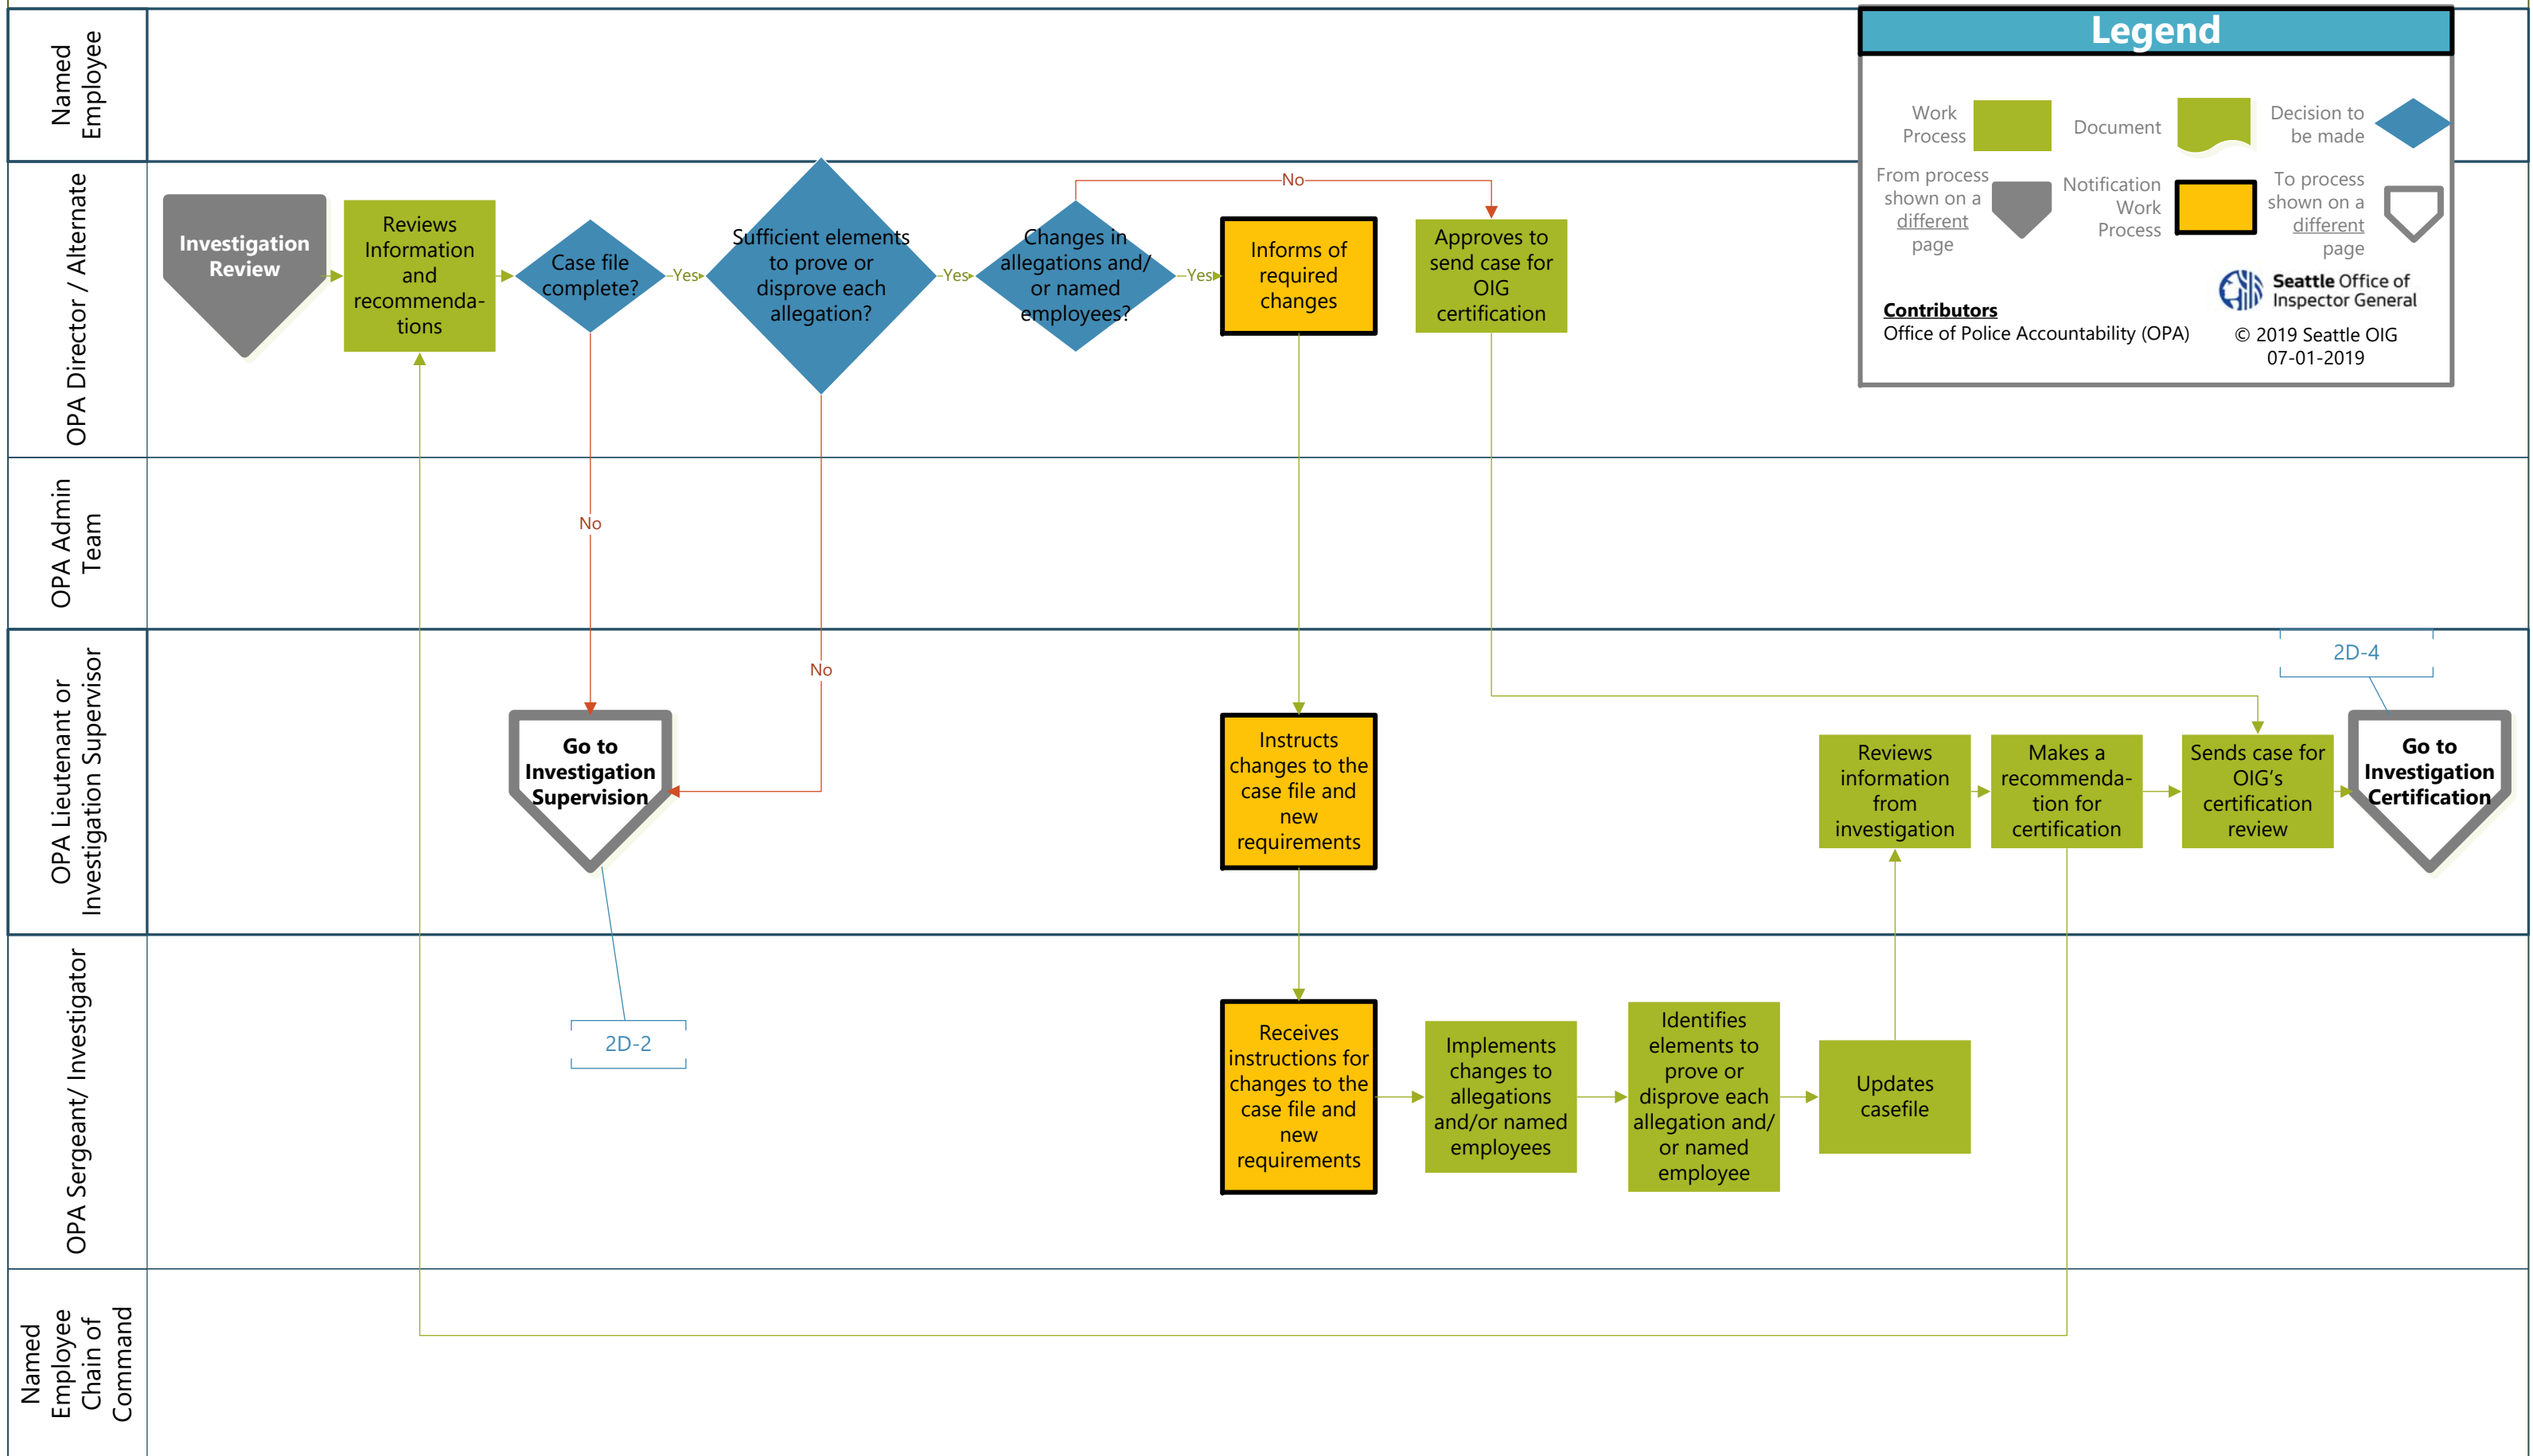 Named
Employee
Legend
Work
Process
Document
Decision to
be made
From process
shown on a
different
page
Notification
Work
Process
To process
shown on a
different
page
Seattle Office of
Inspector General
Contributors
Office of Police Accountability (OPA)
© 2019 Seattle OIG
07-01-2019
OPA Director / Alternate
Investigation
Review
Reviews
Information
and
recommenda-
tions
Case file
complete?
Yes
Sufficient elements
to prove or
disprove each
allegation?
Yes
Changes in
allegations and/
or named
employees?
Yes
No
Informs of
required
changes
Approves to
send case for
OIG
certification
OPA Admin
Team
No
OPA Lieutenant or
Investigation Supervisor
No
Go to
Investigation
Supervision
Instructs
changes to the
case file and
new
requirements
Reviews
information
from
investigation
Makes a
recommenda-
tion for
certification
Sends case for
OIG's
certification
review
2D-4
Go to
Investigation
Certification
OPA Sergeant/ Investigator
2D-2
Receives
instructions for
changes to the
case file and
new
requirements
Implements
changes to
allegations
and/or named
employees
Identifies
elements to
prove or
disprove each
allegation and/
or named
employee
Updates
casefile
Named
Employee
Chain of
Command